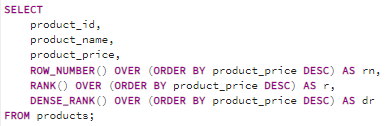 SELECT
    product_id,
    product_name,
    product_price,
    ROW_NUMBER() OVER (ORDER BY product_price DESC) AS rn,
    RANK() OVER (ORDER BY product_price DESC) AS r,
    DENSE_RANK() OVER (ORDER BY product_price DESC) AS dr
FROM products;